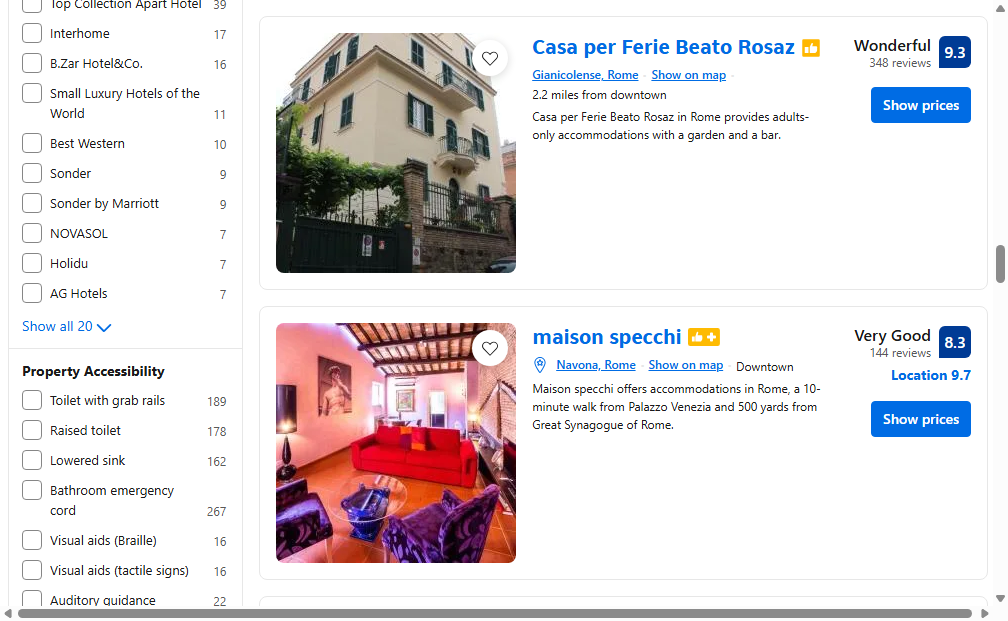 Top Collection Apart Hotel 39
Interhome 17
B.Zar Hotel&Co. 16
Small Luxury Hotels of the
World 11
Best Western 10
Sonder 9
Sonder by Marriott 9
NOVASOL 7
Holidu 7
AG Hotels 7
Show all 20
Property Accessibility
Toilet with grab rails 189
Raised toilet 178
Lowered sink 162
Bathroom emergency
cord 267
Visual aids (Braille) 16
Visual aids (tactile signs) 16
Auditory guidance 22
Casa per Ferie Beato Rosaz
Gianicolense, Rome · Show on map ·
2.2 miles from downtown
Casa per Ferie Beato Rosaz in Rome provides adults-
only accommodations with a garden and a bar.
Wonderful 9.3
348 reviews
Show prices
maison specchi
Navona, Rome · Show on map · Downtown
Maison specchi offers accommodations in Rome, a 10-
minute walk from Palazzo Venezia and 500 yards from
Great Synagogue of Rome.
Very Good 8.3
144 reviews
Location 9.7
Show prices